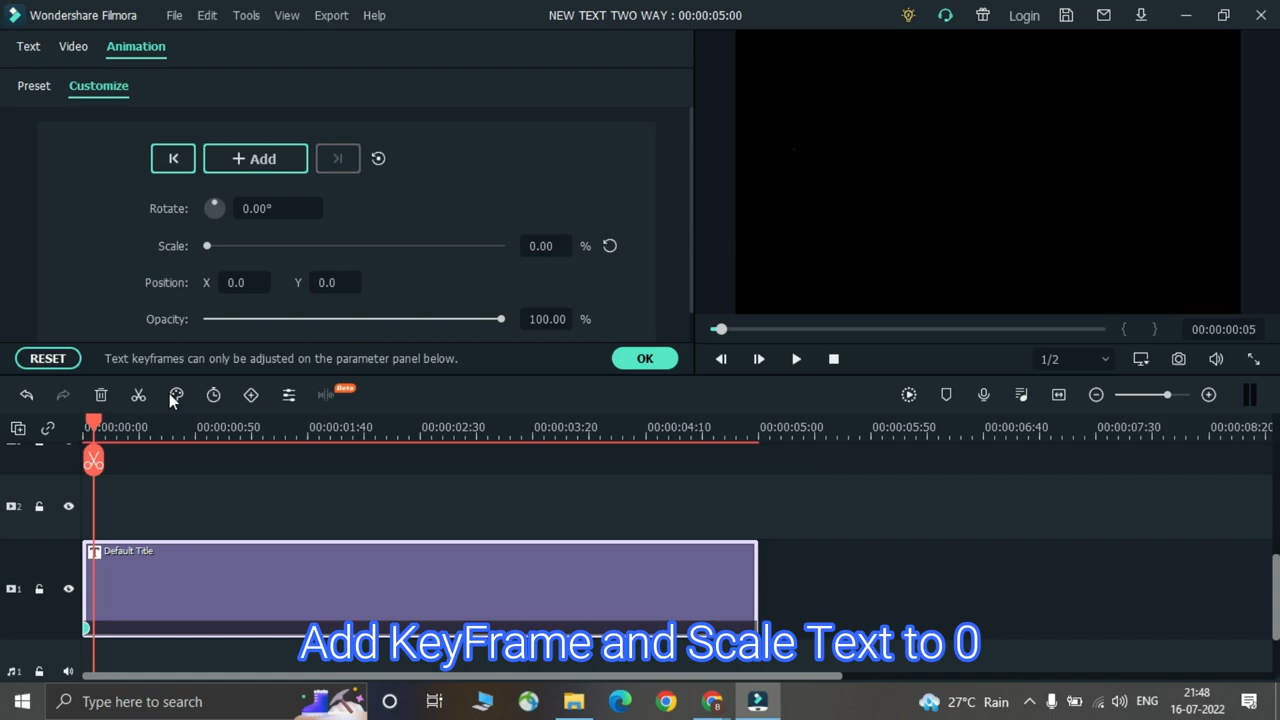 Wondershare Filmora File Edit Tools View Export Help NEW TEXT TWO WAY : 00:00:05:00 Login
Text Video Animation
Preset Customize
+ Add
Rotate: 0.00°
Scale: 0.00 %
Position: X 0.0 Y 0.0
Opacity: 100.00 %
00:00:00:05
RESET Text keyframes can only be adjusted on the parameter panel below. OK
1/2
Beta
00:00:00:00 00:00:00:50 00:00:01:40 00:00:02:30 00:00:03:20 00:00:04:10 00:00:05:00 00:00:05:50 00:00:06:40 00:00:07:30 00:00:08:20
2
T Default Title
1
Add KeyFrame and Scale Text to 0
1
Type here to search
B
27°C Rain
ENG
21:48
16-07-2022